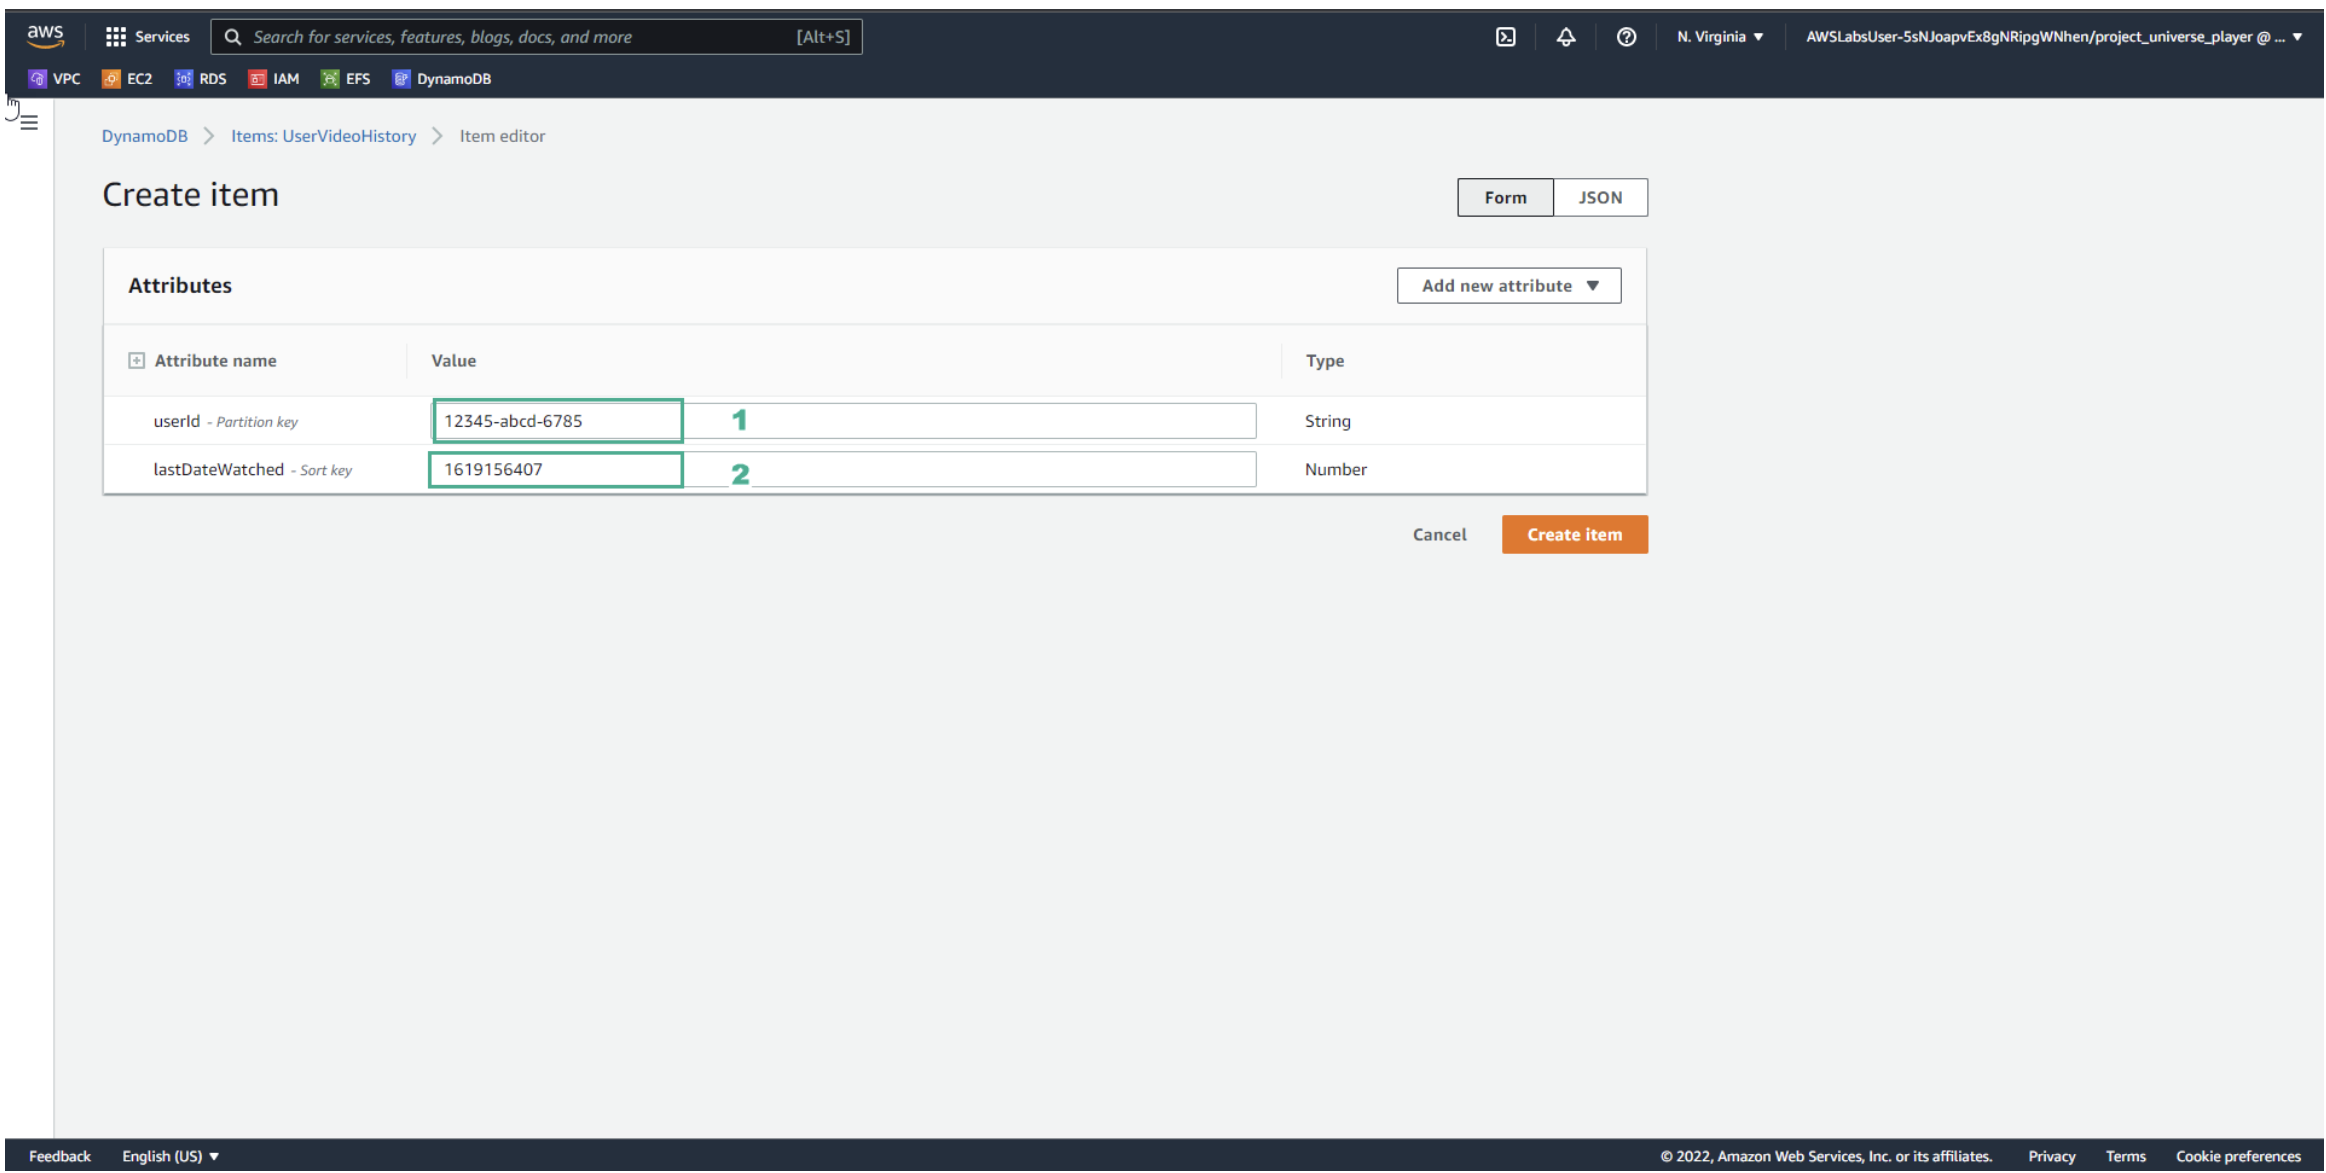 aws Services Search for services, features, blogs, docs, and more [Alt+S] N. Virginia ▼ AWSLabsUser-5sNJoapvEx8gNRipgWNhen/project_universe_player @ ... ▼
VPC EC2 RDS IAM EFS DynamoDB
DynamoDB > Items: UserVideoHistory > Item editor
Create item
Form JSON
Attributes
Add new attribute ▼
Attribute name Value Type
userId - Partition key 12345-abcd-6785 1 String
lastDateWatched - Sort key 1619156407 2 Number
Cancel Create item
Feedback English (US) ▼ © 2022, Amazon Web Services, Inc. or its affiliates. Privacy Terms Cookie preferences